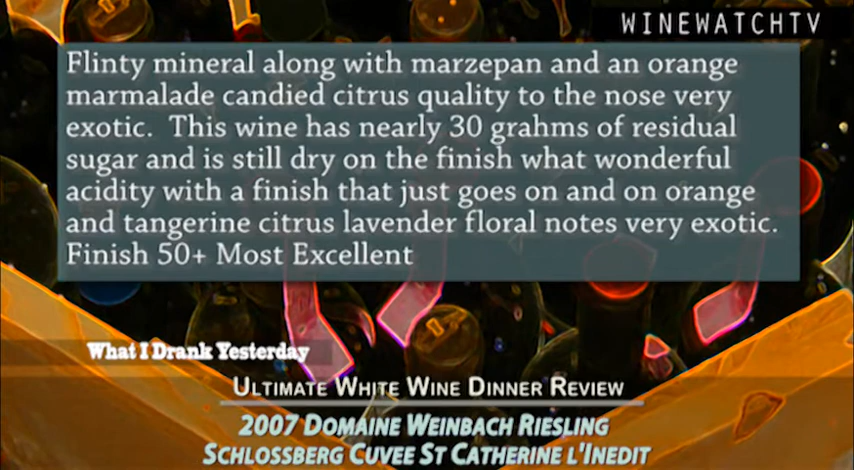 WINEWATCHTV
Flinty mineral along with marzepan and an orange
marmalade candied citrus quality to the nose very
exotic. This wine has nearly 30 grahms of residual
sugar and is still dry on the finish what wonderful
acidity with a finish that just goes on and on orange
and tangerine citrus lavender floral notes very exotic.
Finish 50+ Most Excellent
What I Drank Yesterday
ULTIMATE WHITE WINE DINNER REVIEW
2007 DOMAINE WEINBACH RIESLING
SCHLOSSBERG CUVEE ST CATHERINE L'INEDIT